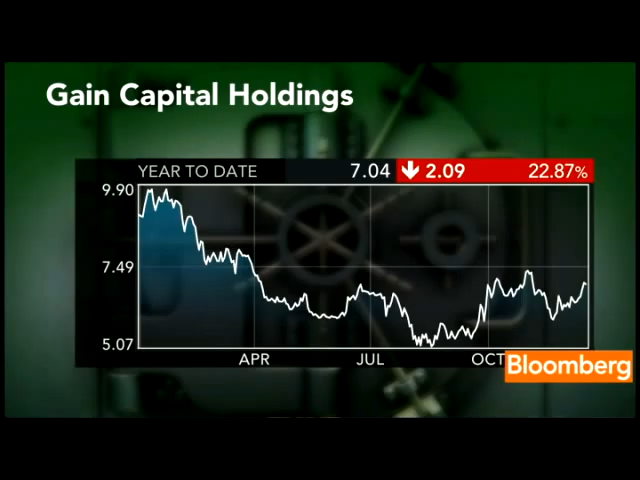 Gain Capital Holdings
YEAR TO DATE 7.04 2.09 22.87%
9.90
7.49
5.07
APR JUL OCT
Bloomberg